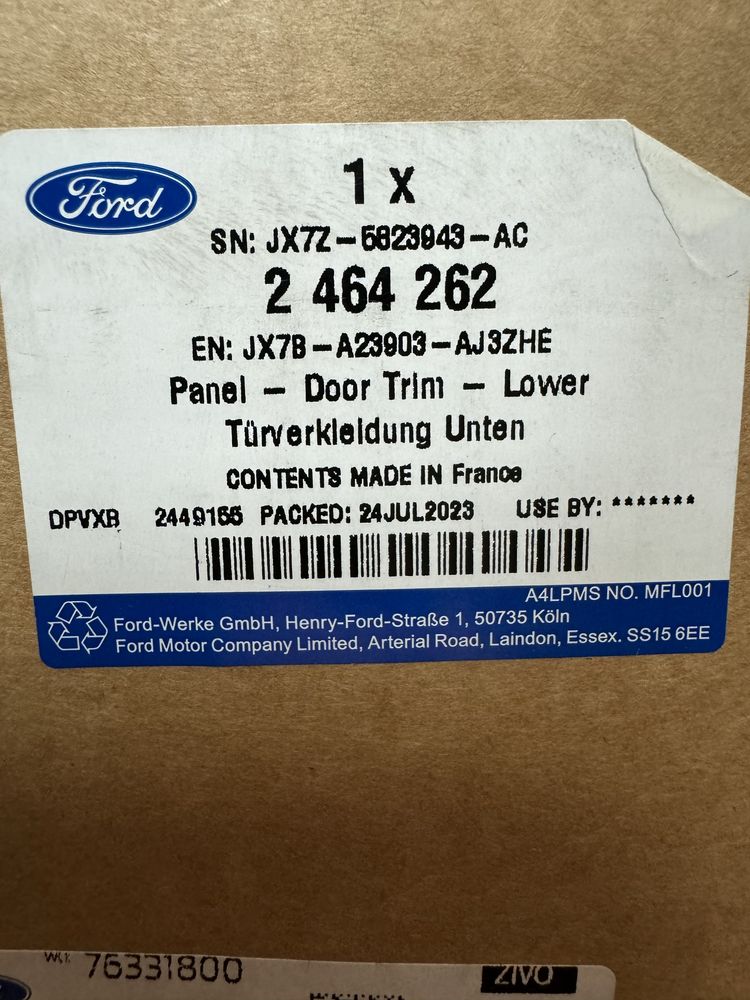 Ford
1 x
SN: JX7Z-5823943-AC
2 464 262
EN: JX7B-A23903-AJ3ZHE
Panel - Door Trim - Lower
Türverkleidung Unten
CONTENTS MADE IN France
DPVXB 2449155 PACKED: 24JUL2023 USE BY: *******
A4LPMS NO. MFL001
Ford-Werke GmbH, Henry-Ford-Straße 1, 50735 Köln
Ford Motor Company Limited, Arterial Road, Laindon, Essex. SS15 6EE
76331800
ZIVO